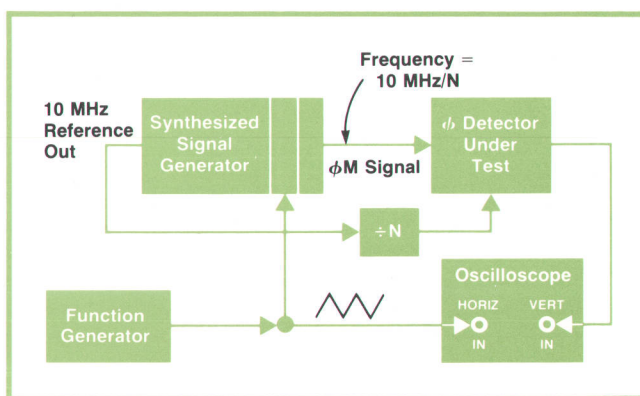 Frequency =
10 MHz/N
10 MHz
Reference
Out
Synthesized
Signal
Generator
ϕM Signal
ϕ Detector
Under
Test
÷N
Function
Generator
Oscilloscope
HORIZ
IN
VERT
IN